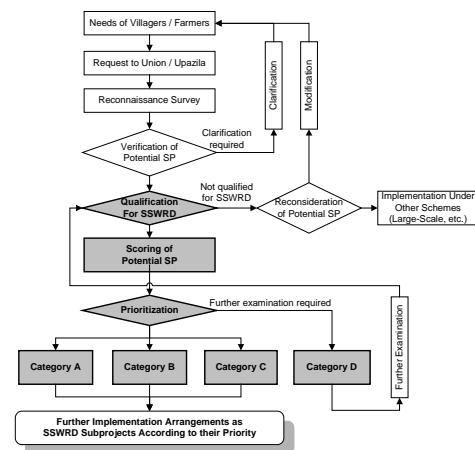 Needs of Villagers / Farmers
Request to Union / Upazila
Reconnaissance Survey
Clarification
Modification
Verification of
Potential SP
Clarification
required
Qualification
For SSWRD
Not qualified
for SSWRD
Reconsideration
of Potential SP
Implementation Under
Other Schemes
(Large-Scale, etc.)
Scoring of
Potential SP
Prioritization
Further examination required
Category A
Category B
Category C
Category D
Further Examination
Further Implementation Arrangements as
SSWRD Subprojects According to their Priority